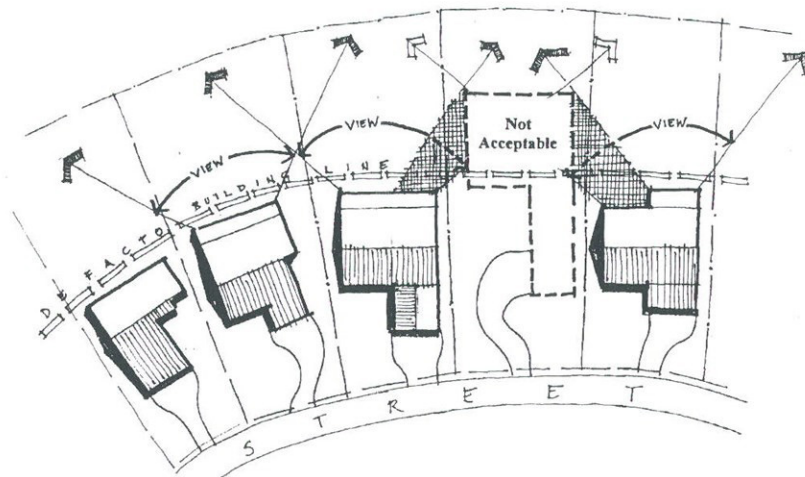 VIEW
VIEW
VIEW
Not
Acceptable
DE FACTO BUILDING LINE
STREET